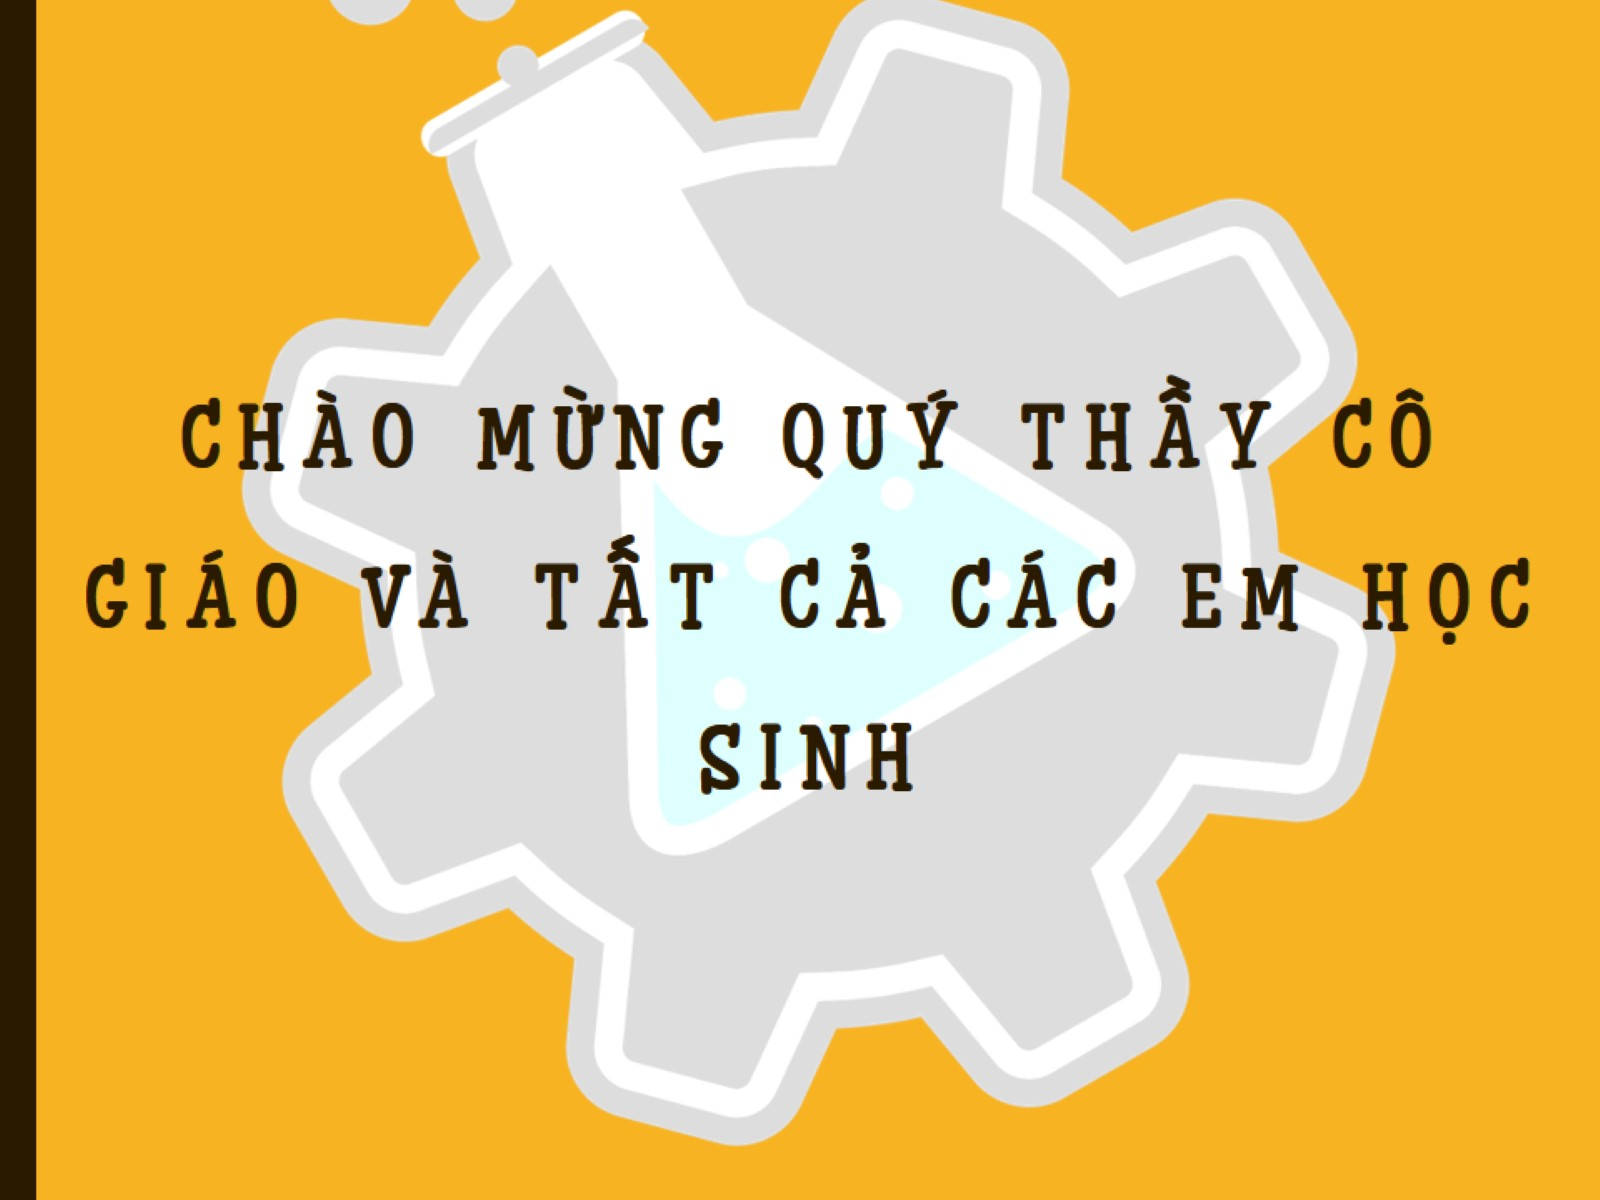 CHÀO MỪNG QUÝ THẦY CÔ
GIÁO VÀ TẤT CẢ CÁC EM HỌC
SINH